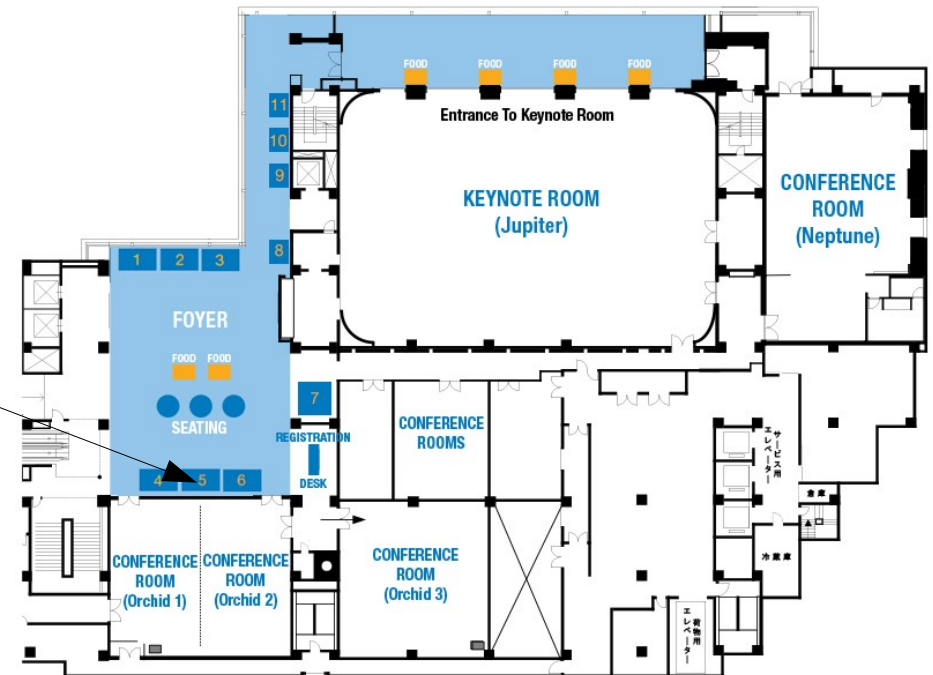 FOOD
FOOD
FOOD
FOOD
Entrance To Keynote Room
11
10
9
8
KEYNOTE ROOM
(Jupiter)
CONFERENCE
ROOM
(Neptune)
1
2
3
FOYER
FOOD
FOOD
SEATING
7
REGISTRATION
DESK
CONFERENCE
ROOMS
4
5
6
CONFERENCE
ROOM
(Orchid 1)
CONFERENCE
ROOM
(Orchid 2)
CONFERENCE
ROOM
(Orchid 3)
サービス用
エレベーター
倉庫
冷蔵庫
荷物用
エレベーター